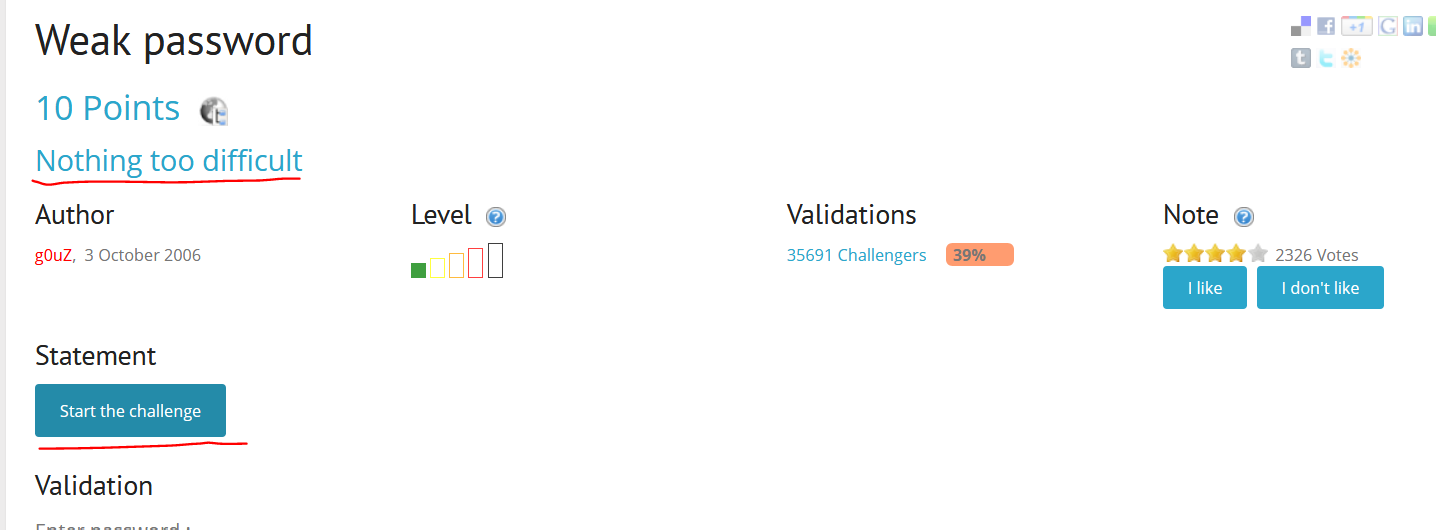 Weak password
10 Points
Nothing too difficult
Author
g0uZ, 3 October 2006
Level
Validations
35691 Challengers 39%
Note
2326 Votes
I like I don't like
Statement
Start the challenge
Validation
Enter password :